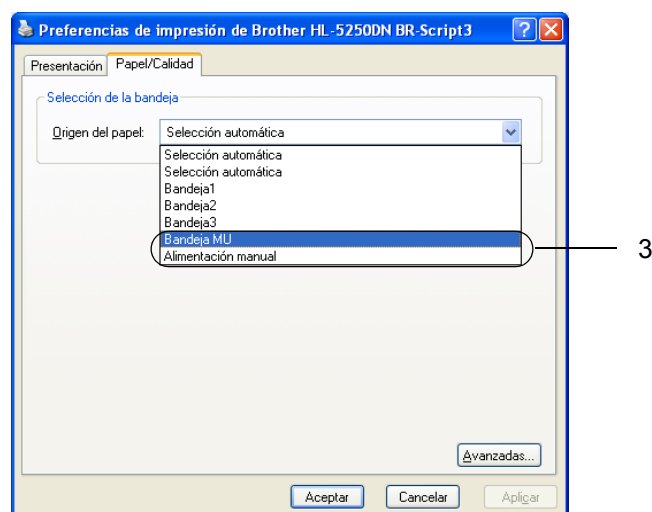 Preferencias de impresión de Brother HL-5250DN BR-Script3
Presentación Papel/Calidad
Selección de la bandeja
Origen del papel: Selección automática
Selección automática
Selección automática
Bandeja1
Bandeja2
Bandeja3
Bandeja MU
Alimentación manual
3
Avanzadas...
Aceptar Cancelar Aplicar